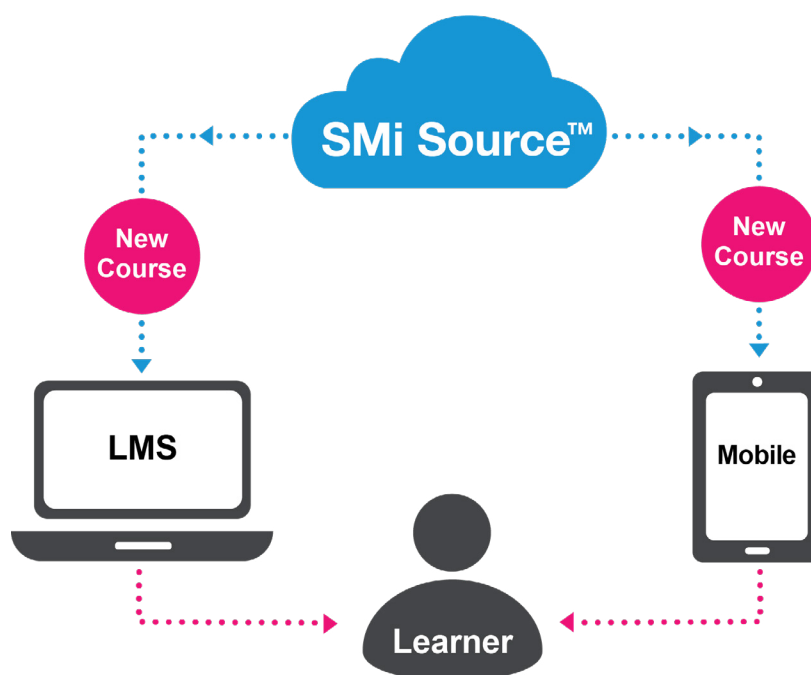 SMi Source™
New
Course
New
Course
LMS
Mobile
Learner